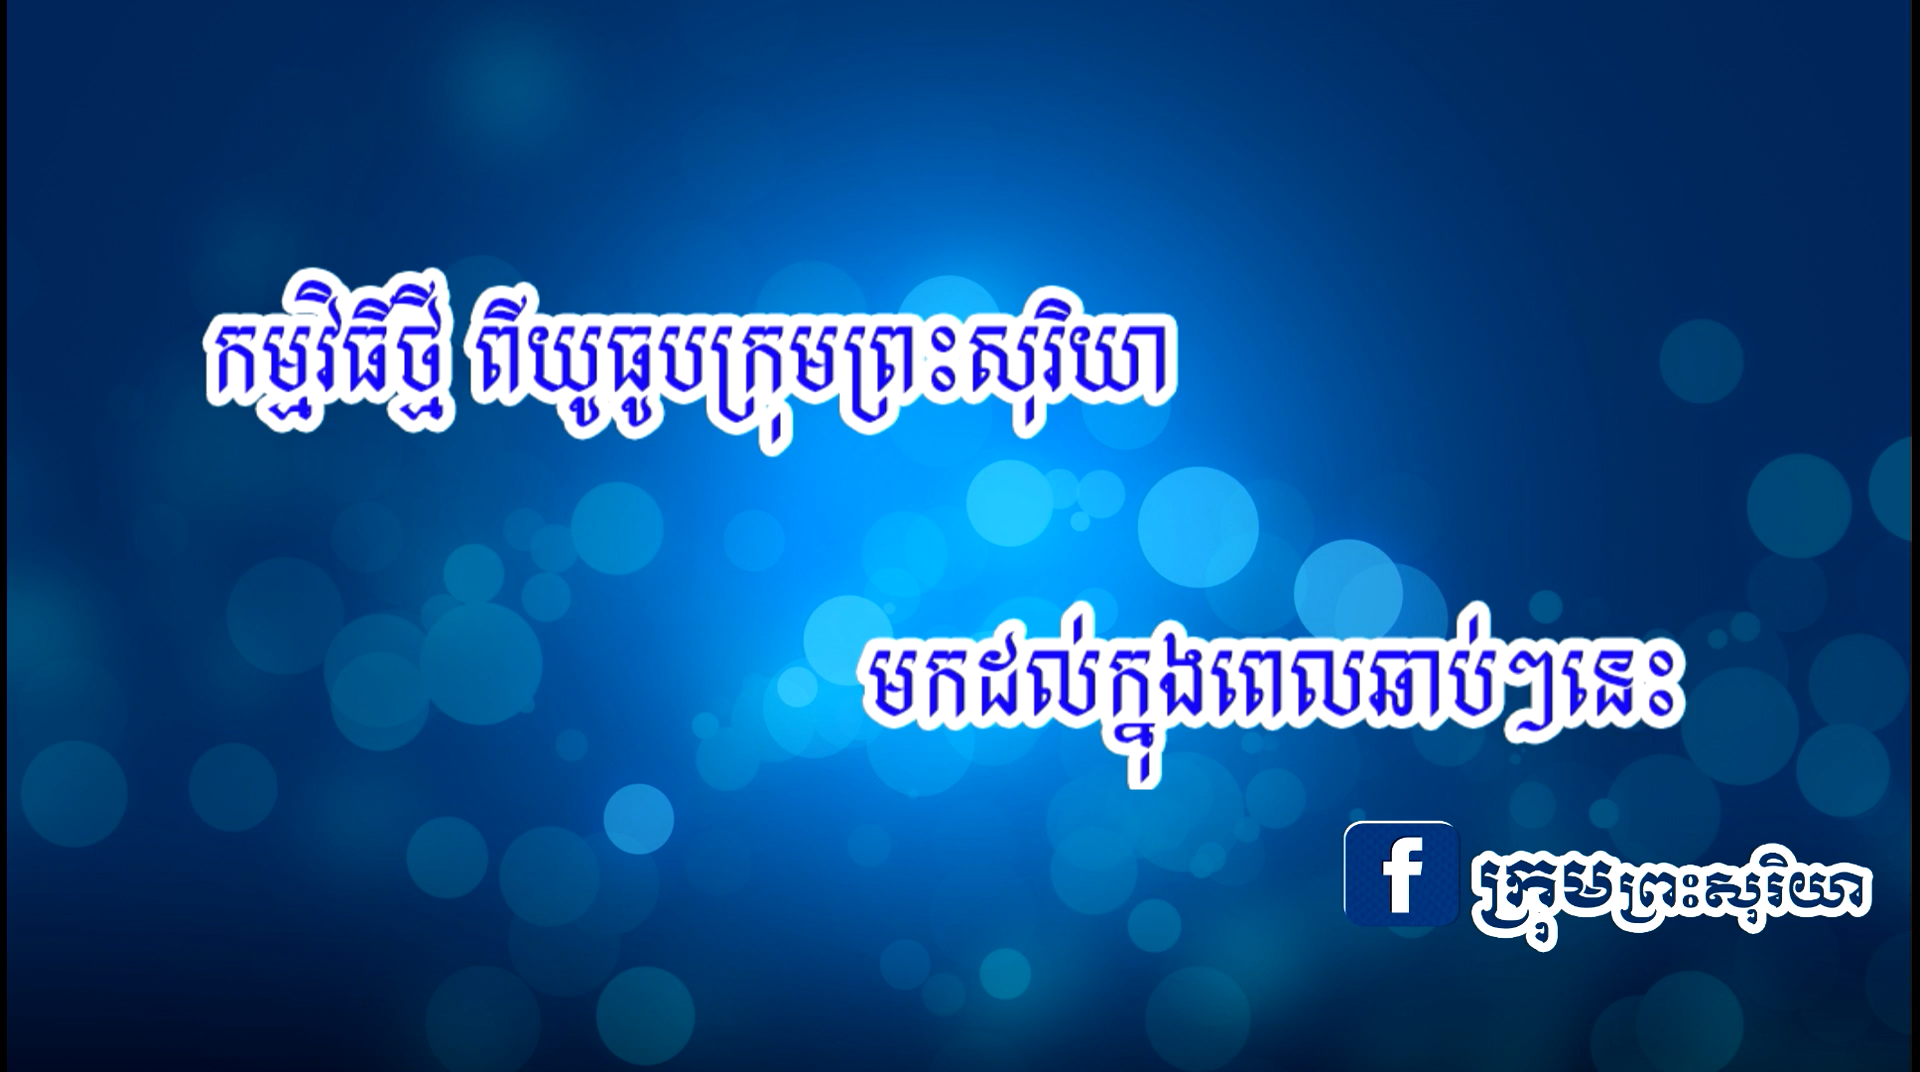 កម្មវិធីថ្មី ពីយូធូបក្រុមព្រះសុរិយា
មកដល់ក្នុងពេលឆាប់ៗនេះ
f ក្រុមព្រះសុរិយា